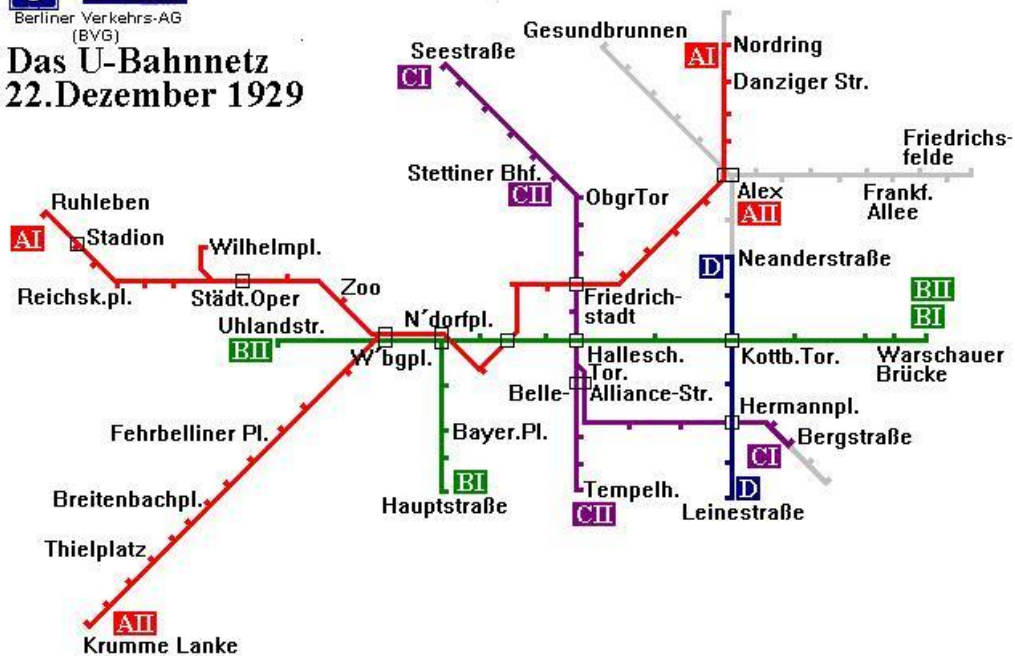 Berliner Verkehrs-AG
(BVG)
Das U-Bahnnetz
22.Dezember 1929
Gesundbrunnen
Seestraße
CI
AI
Nordring
Danziger Str.
Friedrichs-
felde
Stettiner Bhf.
CII
ObgrTor
Alex
AII
Frankf.
Allee
Ruhleben
AI
Stadion
Wilhelmpl.
D
Neanderstraße
Reichsk.pl.
Städt.Oper
Zoo
Friedrich-
stadt
BII
BI
Uhlandstr.
BII
N´dorfpl.
W´bgpl.
Hallesch.
Tor.
Kottb.Tor.
Warschauer
Brücke
Belle-
Alliance-Str.
Hermannpl.
Fehrbelliner Pl.
Bayer.Pl.
Bergstraße
CI
BI
Hauptstraße
Tempelh.
CII
D
Leinestraße
Breitenbachpl.
Thielplatz
AII
Krumme Lanke